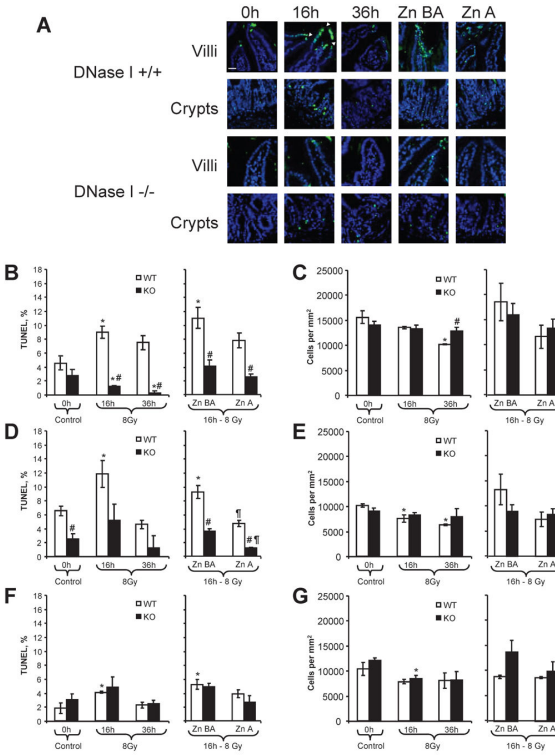 A
0h 16h 36h Zn BA Zn A
DNase I +/+
Villi
Crypts
DNase I -/-
Villi
Crypts
B
TUNEL, %
18
16
14
12
10
8
6
4
2
0
WT
KO
*
*#
*#
*
#
#
0h 16h 36h Zn BA Zn A
Control 8Gy 16h - 8 Gy
C
Cells per mm2
25000
20000
15000
10000
5000
0
WT
KO
*
#
0h 16h 36h Zn BA Zn A
Control 8Gy 16h - 8 Gy
D
TUNEL, %
18
16
14
12
10
8
6
4
2
0
WT
KO
#
*
*
#
¶
# ¶
0h 16h 36h Zn BA Zn A
Control 8Gy 16h - 8 Gy
E
Cells per mm2
25000
20000
15000
10000
5000
0
WT
KO
*
*
0h 16h 36h Zn BA Zn A
Control 8Gy 16h - 8 Gy
F
TUNEL, %
18
16
14
12
10
8
6
4
2
0
WT
KO
*
*
0h 16h 36h Zn BA Zn A
Control 8Gy 16h - 8 Gy
G
Cells per mm2
25000
20000
15000
10000
5000
0
WT
KO
*
0h 16h 36h Zn BA Zn A
Control 8Gy 16h - 8 Gy